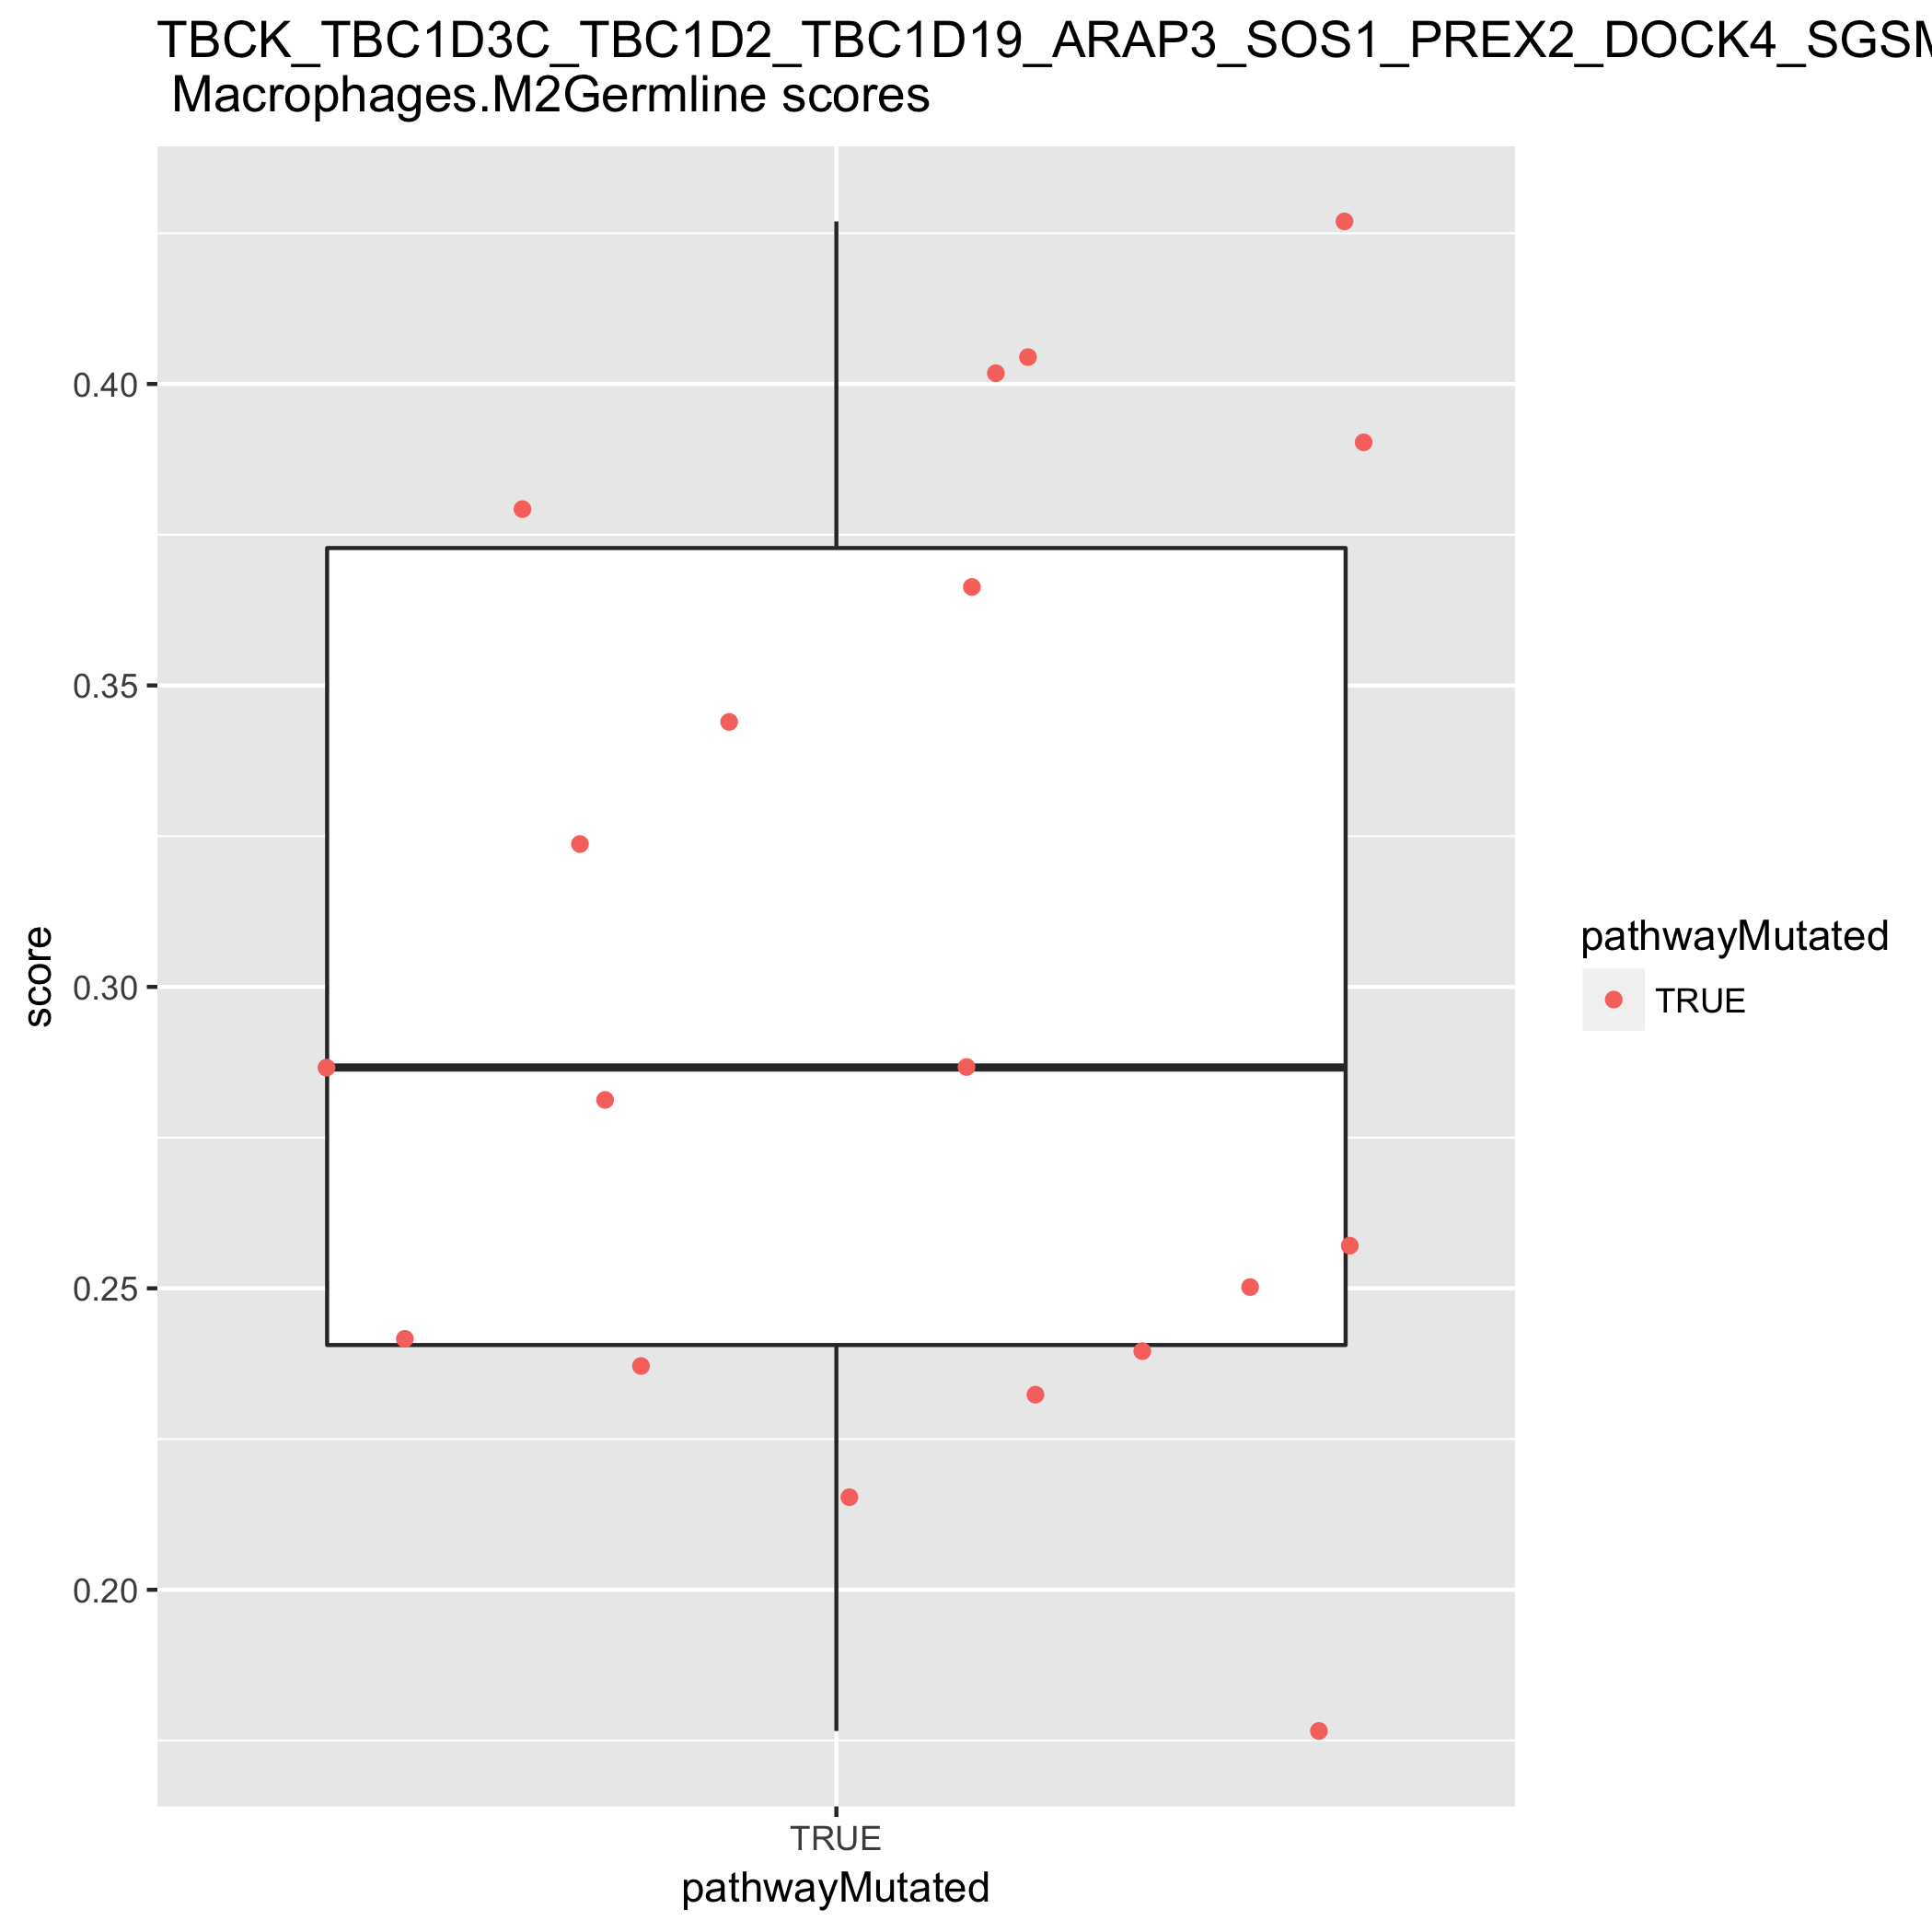 TBCK_TBC1D3C_TBC1D2_TBC1D19_ARAP3_SOS1_PREX2_DOCK4_SGSM
Macrophages.M2Germline scores
0.40
0.35
0.30
0.25
0.20
score
TRUE
pathwayMutated
pathwayMutated
TRUE